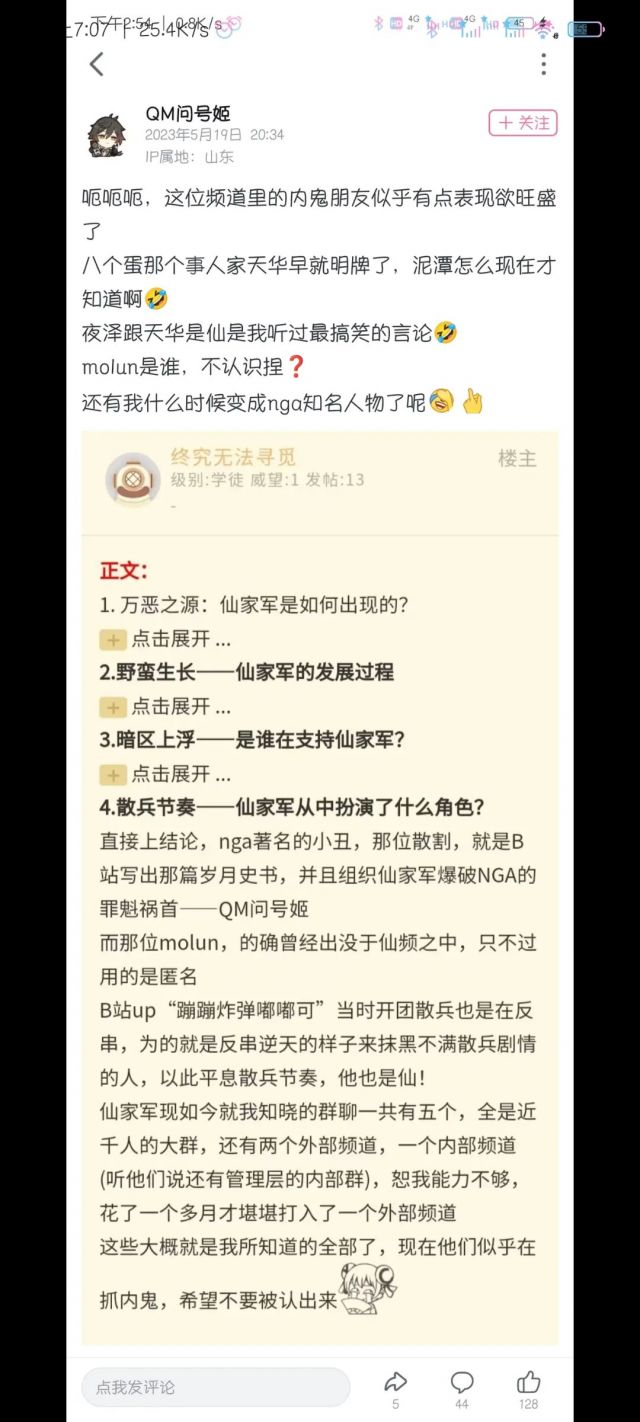 下午2:54 | 0.8K/s
上7:07 | 25.4K/s
45
QM问号姬
2023年5月19日 20:34
IP属地：山东
＋ 关注
呃呃呃，这位频道里的内鬼朋友似乎有点表现欲旺盛
了
八个蛋那个事人家天华早就明牌了，泥潭怎么现在才
知道啊🤣
夜泽跟天华是仙是我听过最搞笑的言论🤣
molun是谁，不认识捏❓
还有我什么时候变成nga知名人物了呢
终究无法寻觅
楼主
级别:学徒 威望:1 发帖:13
-
正文：
1. 万恶之源：仙家军是如何出现的？
+ 点击展开 ...
2.野蛮生长——仙家军的发展过程
+ 点击展开 ...
3.暗区上浮——是谁在支持仙家军？
+ 点击展开 ...
4.散兵节奏——仙家军从中扮演了什么角色？
直接上结论，nga著名的小丑，那位散割，就是B
站写出那篇岁月史书，并且组织仙家军爆破NGA的
罪魁祸首——QM问号姬
而那位molun，的确曾经出没于仙频之中，只不过
用的是匿名
B站up“蹦蹦炸弹嘟嘟可”当时开团散兵也是在反
串，为的就是反串逆天的样子来抹黑不满散兵剧情
的人，以此平息散兵节奏，他也是仙！
仙家军现如今就我知晓的群聊一共有五个，全是近
千人的大群，还有两个外部频道，一个内部频道
(听他们说还有管理层的内部群)，恕我能力不够，
花了一个多月才堪堪打入了一个外部频道
这些大概就是我所知道的全部了，现在他们似乎在
抓内鬼，希望不要被认出来
点我发评论
5
44
128